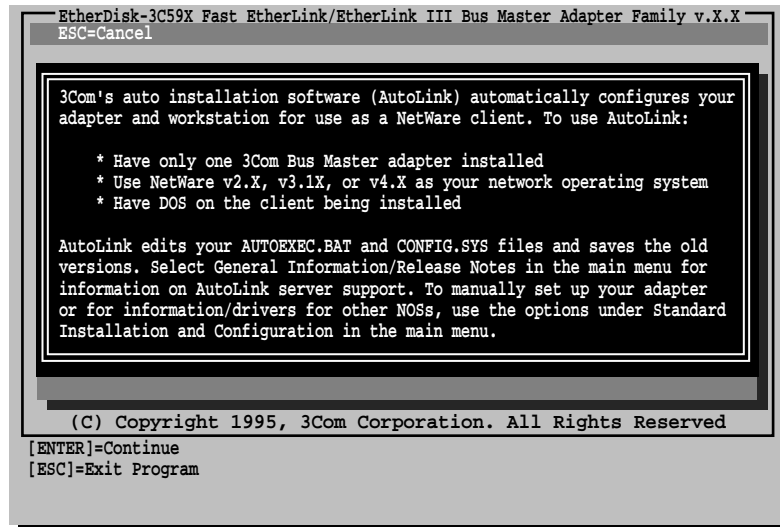 EtherDisk-3C59X Fast EtherLink/EtherLink III Bus Master Adapter Family v.X.X
ESC=Cancel
3Com's auto installation software (AutoLink) automatically configures your
adapter and workstation for use as a NetWare client. To use AutoLink:
* Have only one 3Com Bus Master adapter installed
* Use NetWare v2.X, v3.1X, or v4.X as your network operating system
* Have DOS on the client being installed
AutoLink edits your AUTOEXEC.BAT and CONFIG.SYS files and saves the old
versions. Select General Information/Release Notes in the main menu for
information on AutoLink server support. To manually set up your adapter
or for information/drivers for other NOSs, use the options under Standard
Installation and Configuration in the main menu.
(C) Copyright 1995, 3Com Corporation. All Rights Reserved
[ENTER]=Continue
[ESC]=Exit Program